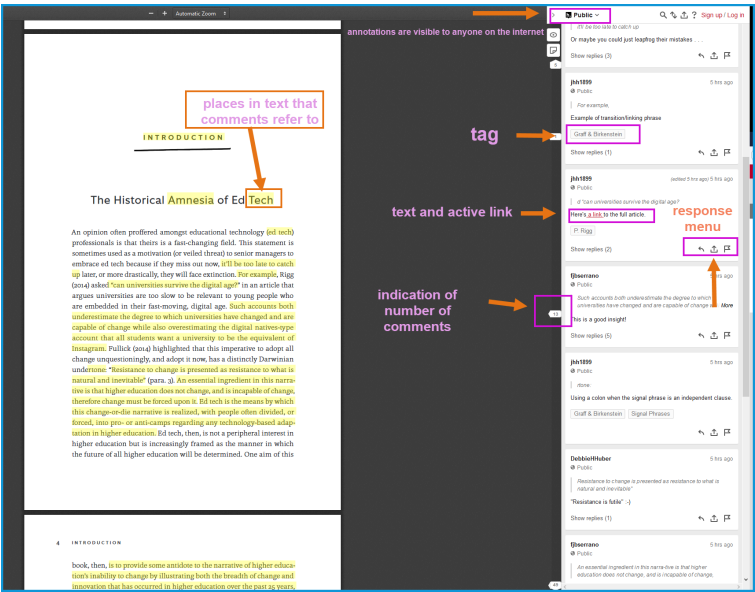 Automatic Zoom
Public
Sign up / Log in
annotations are visible to anyone on the internet
places in text that
comments refer to
INTRODUCTION
The Historical Amnesia of Ed Tech
An opinion often proffered amongst educational technology (ed tech)
professionals is that theirs is a fast-changing field. This statement is
sometimes used as a motivation (or veiled threat) to senior managers to
embrace ed tech because if they miss out now, it'll be too late to catch
up later, or more drastically, they will face extinction. For example, Rigg
(2014) asked "can universities survive the digital age?" in an article that
argues universities are too slow to be relevant to young people who
are embedded in their fast-moving, digital age. Such accounts both
underestimate the degree to which universities have changed and are
capable of change while also overestimating the digital natives-type
account that all students want a university to be the equivalent of
Instagram. Fullick (2014) highlighted that this imperative to adopt all
change unquestioningly, and adopt it now, has a distinctly Darwinian
undertone: "Resistance to change is presented as resistance to what is
natural and inevitable" (para. 3). An essential ingredient in this narra-
tive is that higher education does not change, and is incapable of change,
therefore change must be forced upon it. Ed tech is the means by which
this change-or-die narrative is realized, with people often divided, or
forced, into pro- or anti-camps regarding any technology-based adap-
tation in higher education. Ed tech, then, is not a peripheral interest in
higher education but is increasingly framed as the manner in which
the future of all higher education will be determined. One aim of this
4 INTRODUCTION
book, then, is to provide some antidote to the narrative of higher educa-
tion's inability to change by illustrating both the breadth of change and
innovation that has occurred in higher education over the past 25 years,
tag
text and active link
indication of
number of
comments
response
menu
13
49
it'll be too late to catch up
Or maybe you could just leapfrog their mistakes . . .
Show replies (3)
jhh1899 5 hrs ago
Public
For example,
Example of transition/linking phrase
Graff & Birkenstein
Show replies (1)
jhh1899 (edited 5 hrs ago) 5 hrs ago
Public
d "can universities survive the digital age?
Here's a link to the full article.
P: Rigg
Show replies (2)
fjbserrano 5 hrs ago
Public
Such accounts both underestimate the degree to which
universities have changed and are capable of change
More
This is a good insight!
Show replies (5)
jhh1899 5 hrs ago
Public
rtone:
Using a colon when the signal phrase is an independent clause.
Graff & Birkenstein Signal Phrases
DebbieHHuber 5 hrs ago
Public
Resistance to change is presented as resistance to what is
natural and inevitable"
"Resistance is futile" :-)
Show replies (1)
fjbserrano 5 hrs ago
Public
An essential ingredient in this narra-tive is that higher
education does not change, and is incapable of change,